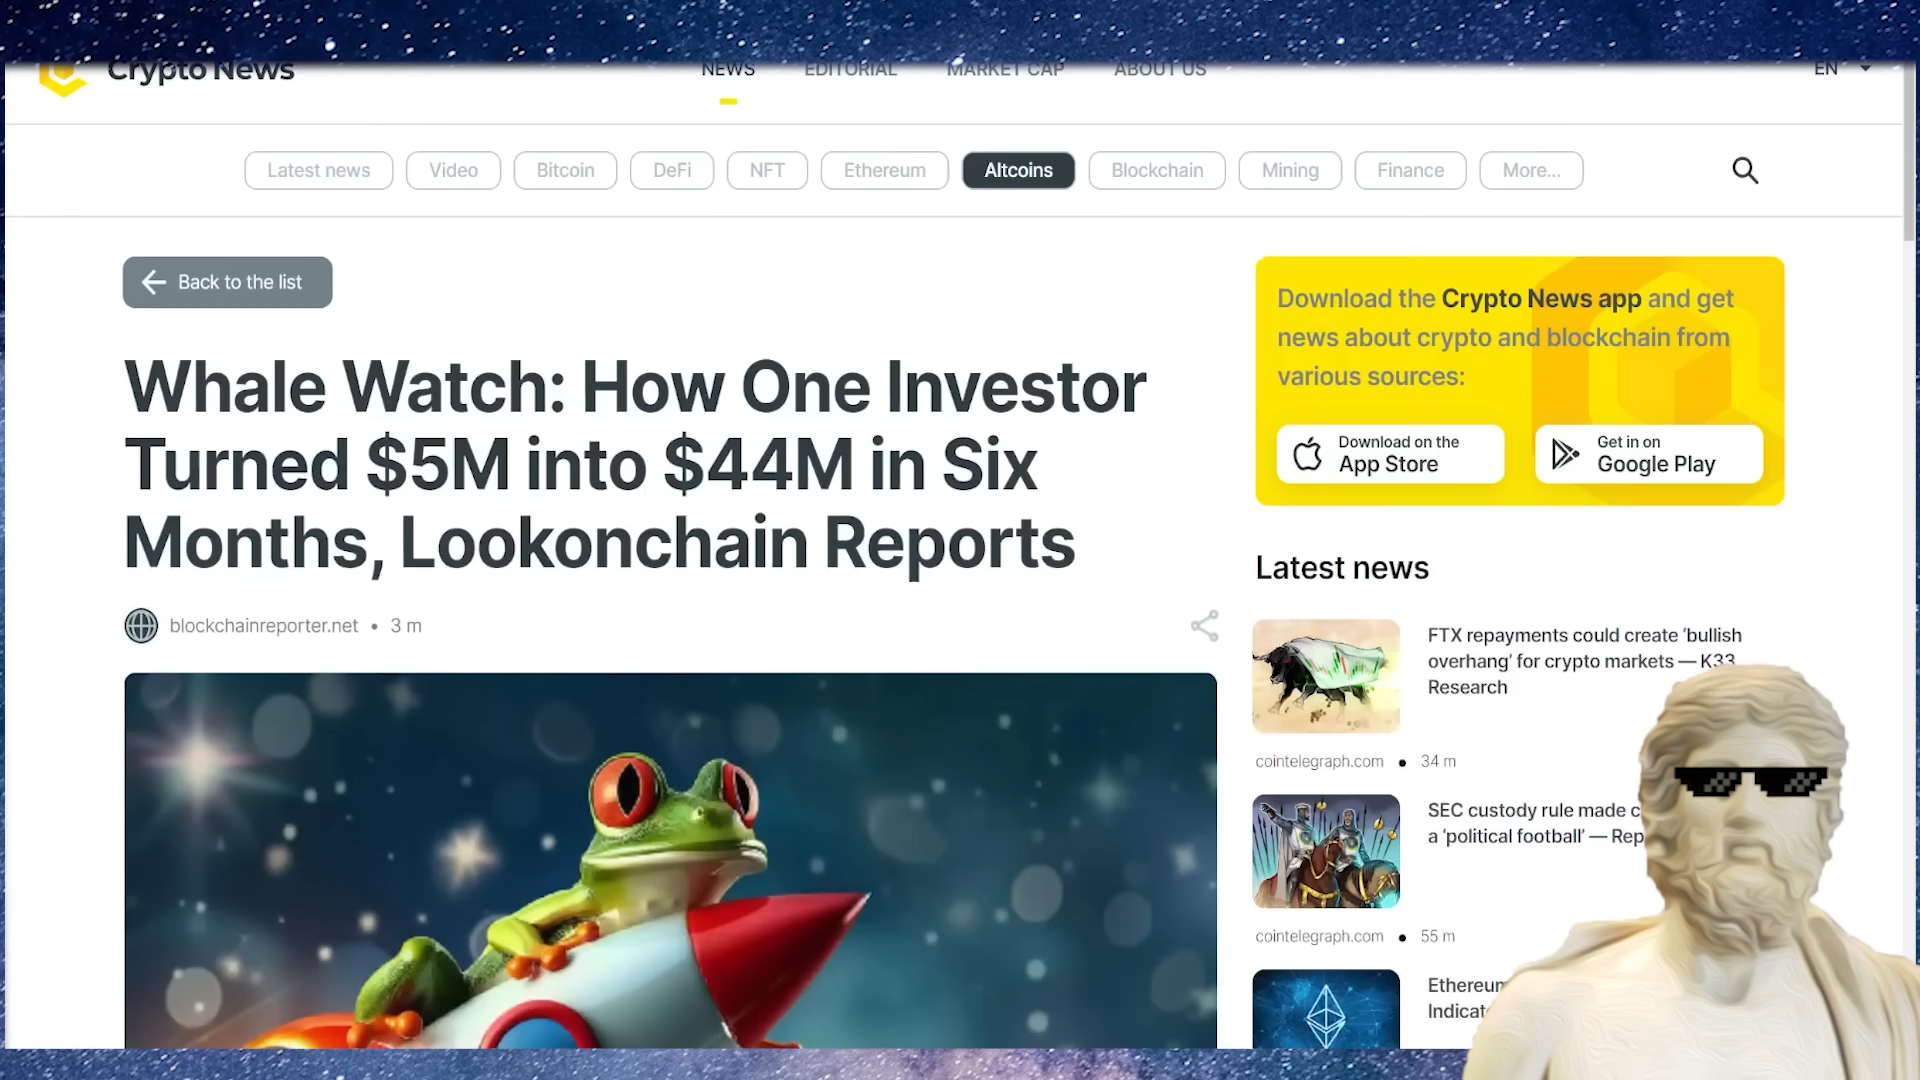 Crypto News
NEWS EDITORIAL MARKET CAP ABOUT US
EN
Latest news Video Bitcoin DeFi NFT Ethereum Altcoins Blockchain Mining Finance More...
Back to the list
Whale Watch: How One Investor
Turned $5M into $44M in Six
Months, Lookonchain Reports
blockchainreporter.net • 3 m
Download the Crypto News app and get
news about crypto and blockchain from
various sources:
Download on the
App Store
Get in on
Google Play
Latest news
FTX repayments could create ‘bullish
overhang’ for crypto markets — K33
Research
cointelegraph.com • 34 m
SEC custody rule made
a ‘political football’ —
cointelegraph.com • 55 m